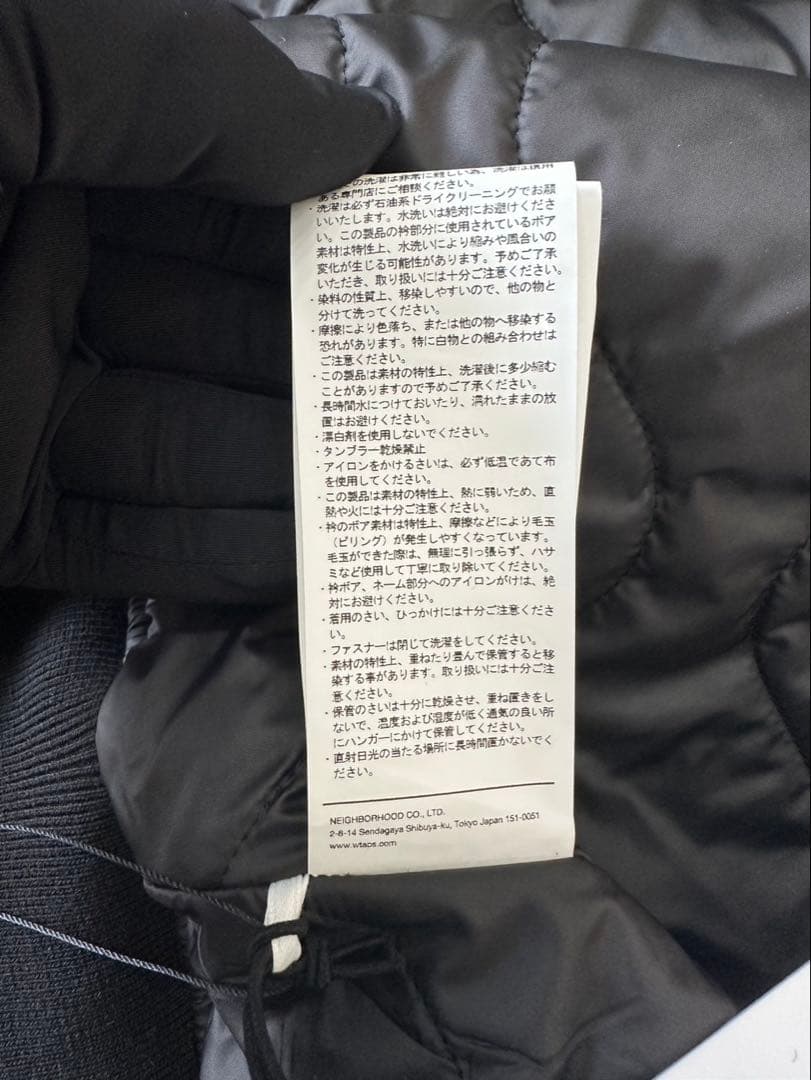 の洗濯は非常に難しい為、洗濯は信用
ある専門店にご相談ください。
・洗濯は必ず石油系ドライクリーニングでお願
いいたします。水洗いは絶対にお避けくださ
い。この製品の衿部分に使用されているボア
素材は特性上、水洗いにより縮みや風合いの
変化が生じる可能性があります。予めご了承
いただき、取り扱いには十分ご注意ください。
・染料の性質上、移染しやすいので、他の物と
分けて洗ってください。
・摩擦により色落ち、または他の物へ移染する
恐れがあります。特に白物との組み合わせは
ご注意ください。
・この製品は素材の特性上、洗濯後に多少縮む
ことがありますので予めご了承ください。
・長時間水につけておいたり、濡れたままの放
置はお避けください。
・漂白剤を使用しないでください。
・タンブラー乾燥禁止
・アイロンをかけるさいは、必ず低温であて布
を使用してください。
・この製品は素材の特性上、熱に弱いため、直
熱や火には十分ご注意ください。
・衿のボア素材は特性上、摩擦などにより毛玉
（ピリング）が発生しやすくなっています。
毛玉ができた際は、無理に引っ張らず、ハサ
ミなど使用して丁寧に取り除いてください。
・衿ボア、ネーム部分へのアイロンがけは、絶
対にお避けください。
・着用のさい、ひっかけには十分ご注意くださ
い。
・ファスナーは閉じて洗濯をしてください。
・素材の特性上、重ねたり畳んで保管すると移
染する事があります。取り扱いには十分ご注
意ください。
・保管のさいは十分に乾燥させ、重ね置きをし
ないで、温度および湿度が低く通気の良い所
にハンガーにかけて保管してください。
・直射日光の当たる場所に長時間置かないでく
ださい。
NEIGHBORHOOD CO., LTD.
2-8-14 Sendagaya Shibuya-ku, Tokyo Japan 151-0051
www.wtaps.com